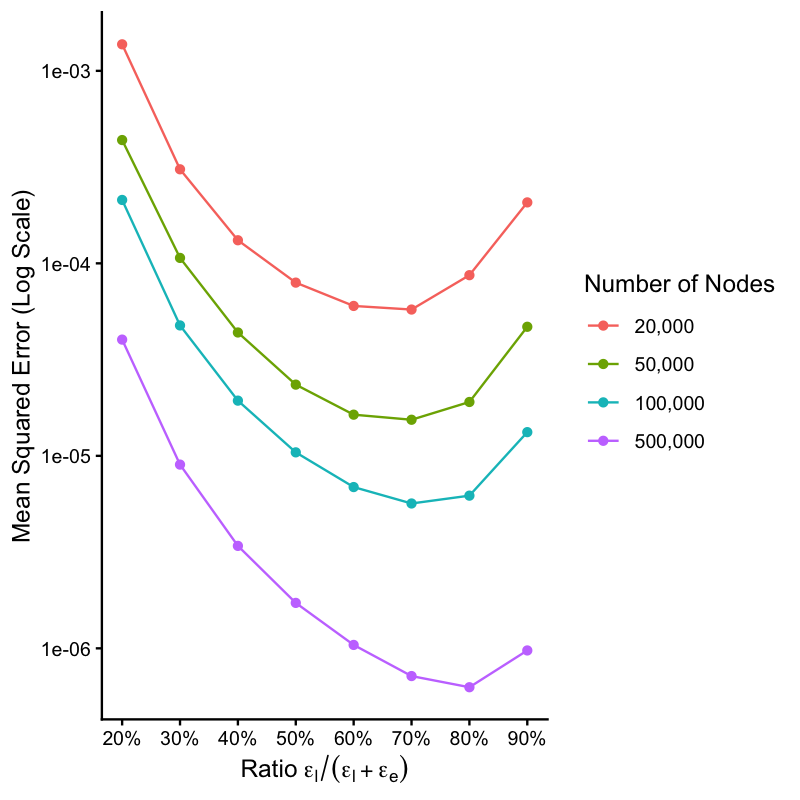 Mean Squared Error (Log Scale)
1e-03
1e-04
1e-05
1e-06
20% 30% 40% 50% 60% 70% 80% 90%
Ratio εl/(εl + εe)
Number of Nodes
20,000
50,000
100,000
500,000